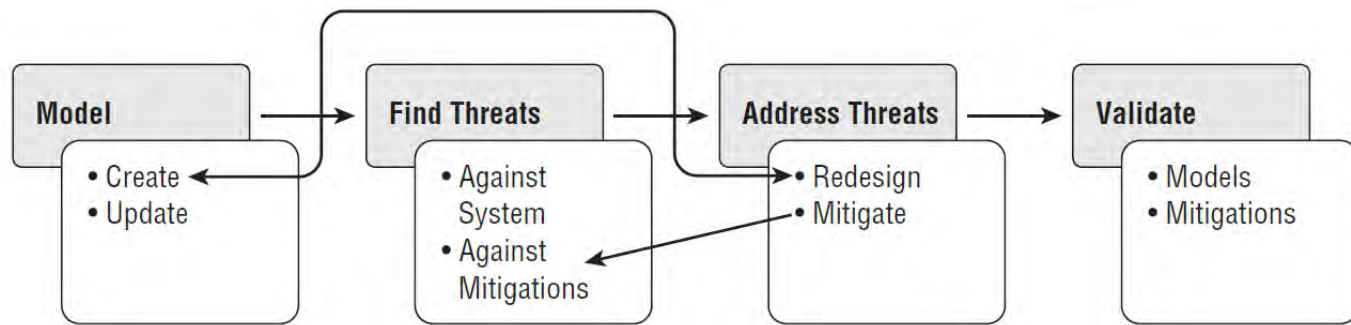 Model
• Create
• Update
Find Threats
• Against
System
• Against
Mitigations
Address Threats
• Redesign
• Mitigate
Validate
• Models
• Mitigations